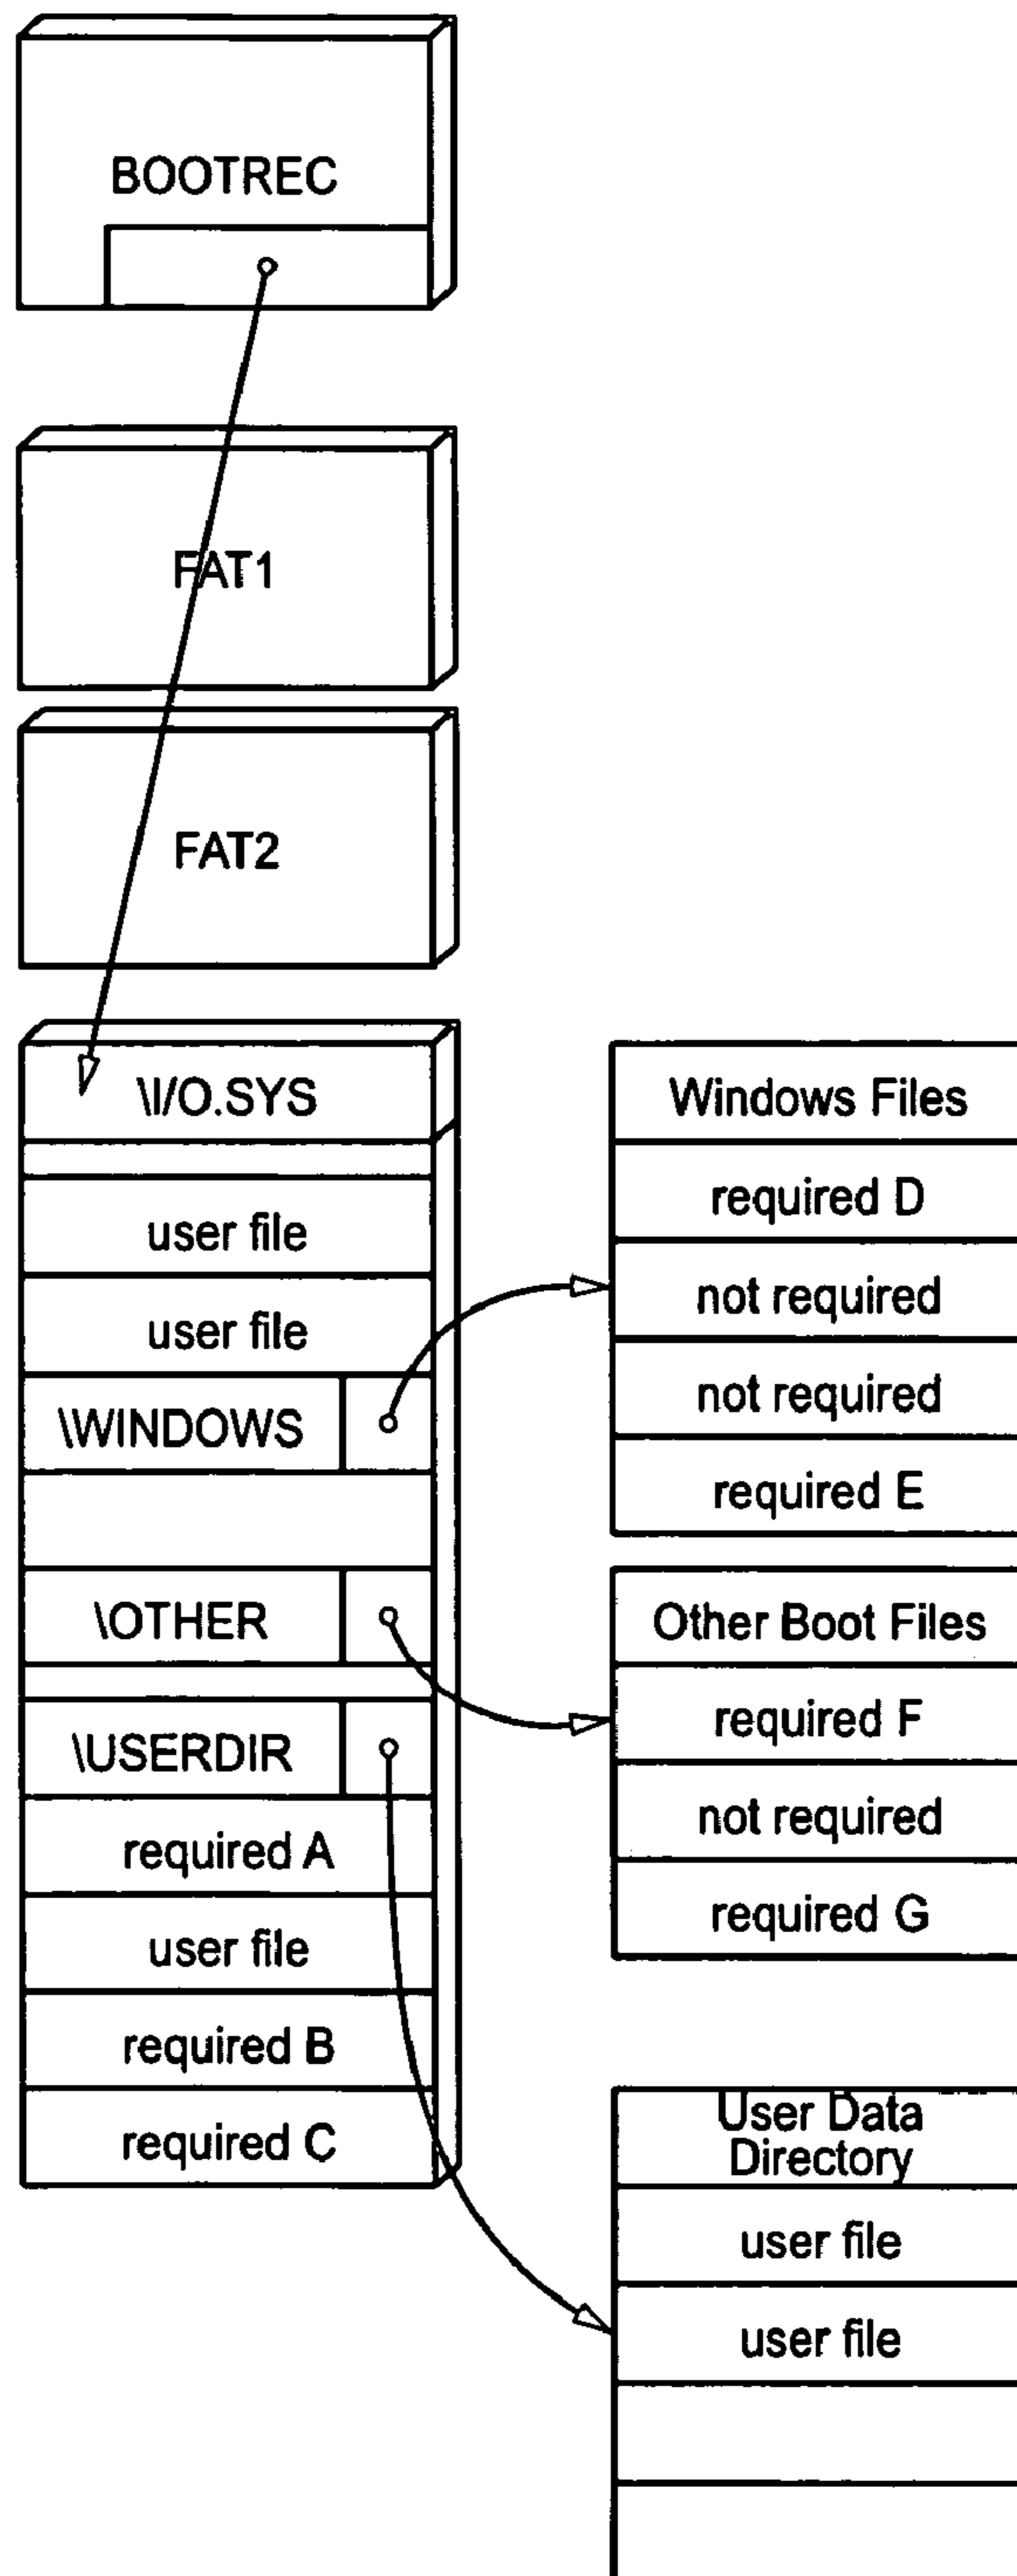 BOOTREC
FAT1
FAT2
\I/O.SYS
user file
user file
\WINDOWS
\OTHER
\USERDIR
required A
user file
required B
required C
Windows Files
required D
not required
not required
required E
Other Boot Files
required F
not required
required G
User Data
Directory
user file
user file